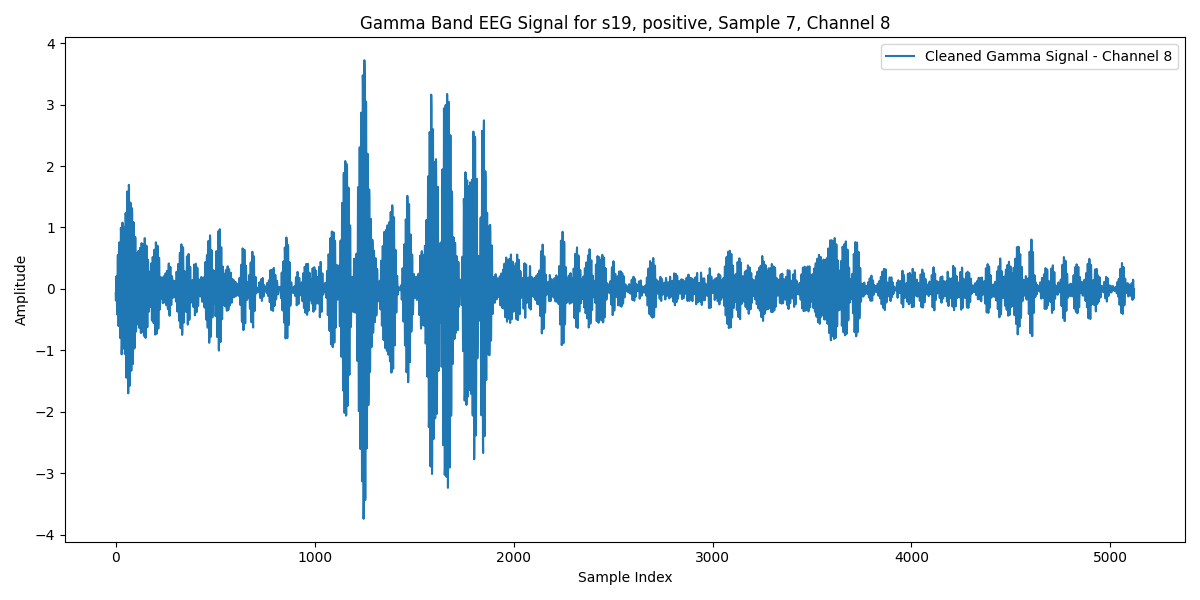 Gamma Band EEG Signal for s19, positive, Sample 7, Channel 8
Cleaned Gamma Signal - Channel 8
Amplitude
4
3
2
1
0
−1
−2
−3
−4
0 1000 2000 3000 4000 5000
Sample Index